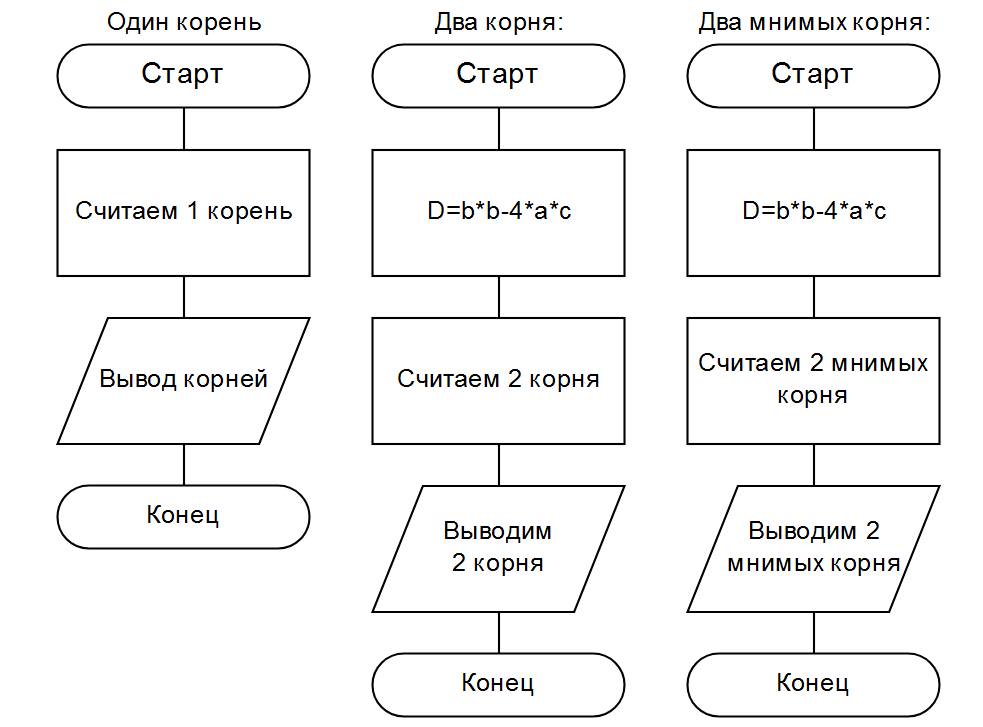 Один корень
Старт
Считаем 1 корень
Вывод корней
Конец
Два корня:
Старт
D=b*b-4*a*c
Считаем 2 корня
Выводим
2 корня
Конец
Два мнимых корня:
Старт
D=b*b-4*a*c
Считаем 2 мнимых
корня
Выводим 2
мнимых корня
Конец